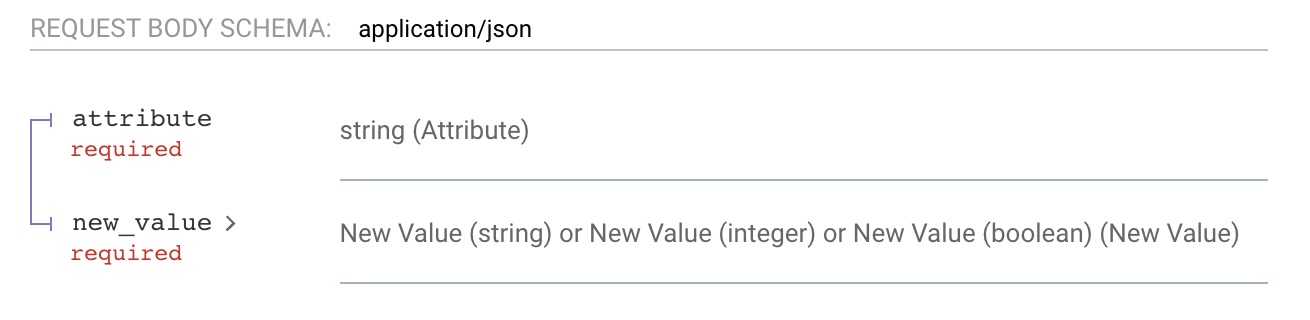 REQUEST BODY SCHEMA: application/json
attribute
required
string (Attribute)
new_value >
required
New Value (string) or New Value (integer) or New Value (boolean) (New Value)